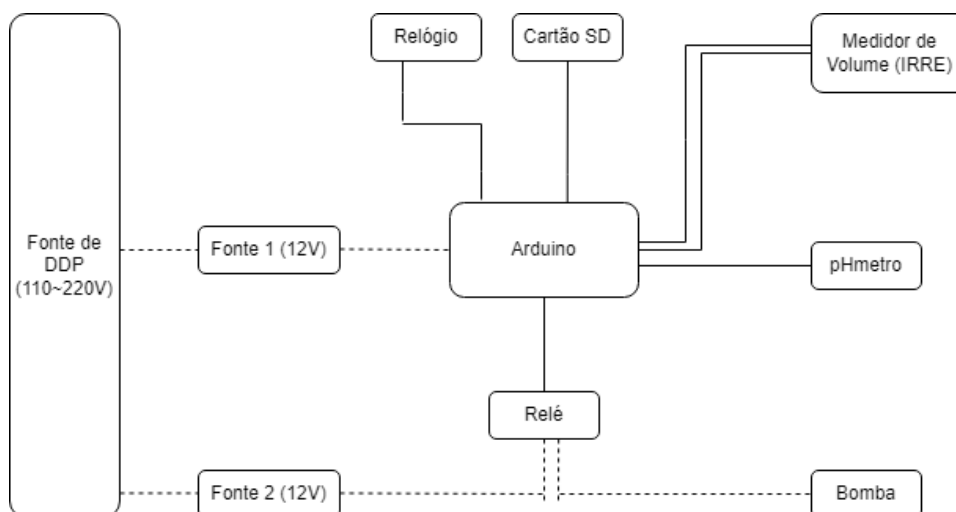 Relógio
Cartão SD
Medidor de
Volume (IRRE)
Fonte de
DDP
(110~220V)
Fonte 1 (12V)
Arduino
pHmetro
Relé
Fonte 2 (12V)
Bomba